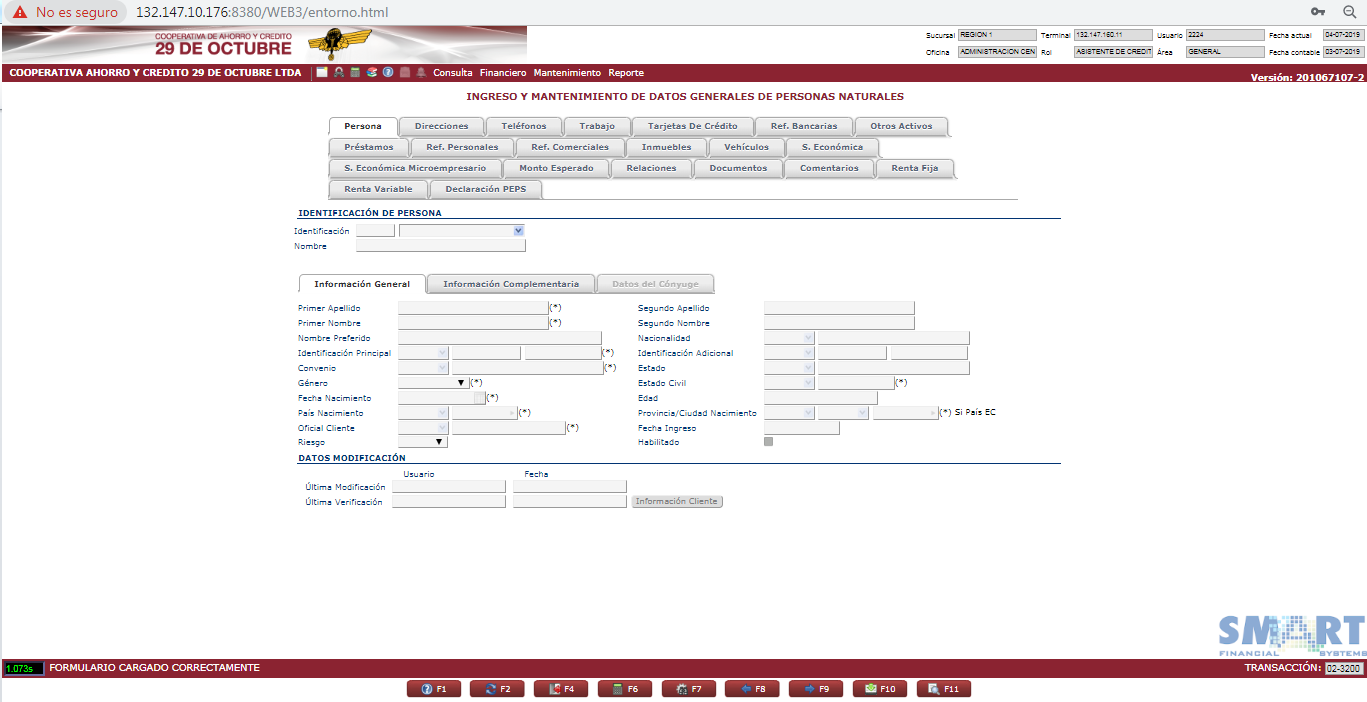 No es seguro 132.147.10.176:8380/WEB3/entorno.html
COOPERATIVA DE AHORRO Y CREDITO
29 DE OCTUBRE
Sucursal REGION 1 Terminal 132.147.160.11 Usuario 2224 Fecha actual 04-07-2019
Oficina ADMINISTRACION CEN Rol ASISTENTE DE CREDIT Área GENERAL Fecha contable 03-07-2019
COOPERATIVA AHORRO Y CREDITO 29 DE OCTUBRE LTDA Consulta Financiero Mantenimiento Reporte
Versión: 201067107-2
INGRESO Y MANTENIMIENTO DE DATOS GENERALES DE PERSONAS NATURALES
Persona Direcciones Teléfonos Trabajo Tarjetas De Crédito Ref. Bancarias Otros Activos
Préstamos Ref. Personales Ref. Comerciales Inmuebles Vehículos S. Económica
S. Económica Microempresario Monto Esperado Relaciones Documentos Comentarios Renta Fija
Renta Variable Declaración PEPS
IDENTIFICACIÓN DE PERSONA
Identificación
Nombre
Información General Información Complementaria Datos del Cónyuge
Primer Apellido (*) Segundo Apellido
Primer Nombre (*) Segundo Nombre
Nombre Preferido Nacionalidad
Identificación Principal (*) Identificación Adicional
Convenio (*) Estado
Género (*) Estado Civil (*)
Fecha Nacimiento (*) Edad
País Nacimiento (*) Provincia/Ciudad Nacimiento (*) Si País EC
Oficial Cliente (*) Fecha Ingreso
Riesgo Habilitado
DATOS MODIFICACIÓN
Usuario Fecha
Última Modificación
Última Verificación Información Cliente
SMART
FINANCIAL SYSTEMS
1.073s FORMULARIO CARGADO CORRECTAMENTE TRANSACCIÓN: 02-3200
F1 F2 F4 F6 F7 F8 F9 F10 F11